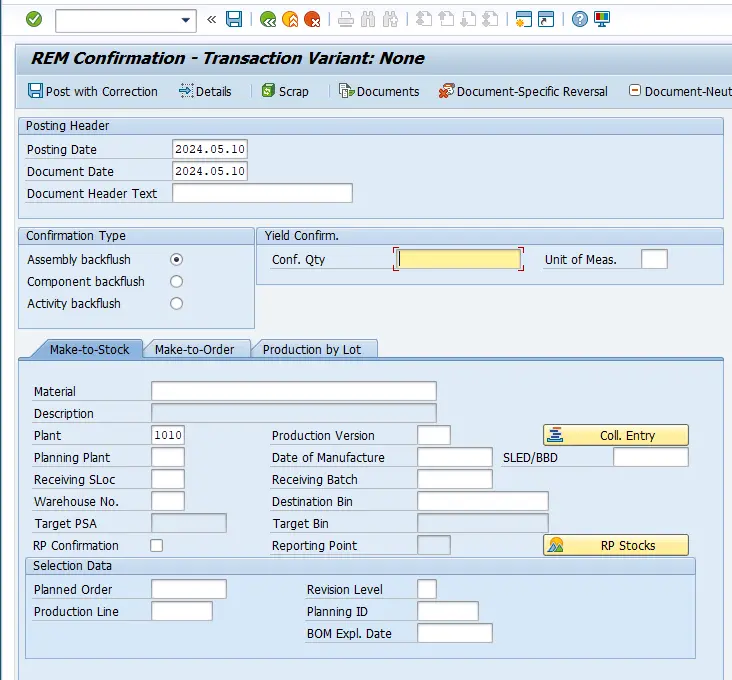 «
REM Confirmation - Transaction Variant: None
Post with Correction Details Scrap Documents Document-Specific Reversal Document-Neut
Posting Header
Posting Date 2024.05.10
Document Date 2024.05.10
Document Header Text
Confirmation Type Yield Confirm.
Assembly backflush Conf. Qty Unit of Meas.
Component backflush
Activity backflush
Make-to-Stock Make-to-Order Production by Lot
Material
Description
Plant 1010 Production Version Coll. Entry
Planning Plant Date of Manufacture SLED/BBD
Receiving SLoc Receiving Batch
Warehouse No. Destination Bin
Target PSA Target Bin
RP Confirmation Reporting Point RP Stocks
Selection Data
Planned Order Revision Level
Production Line Planning ID
BOM Expl. Date